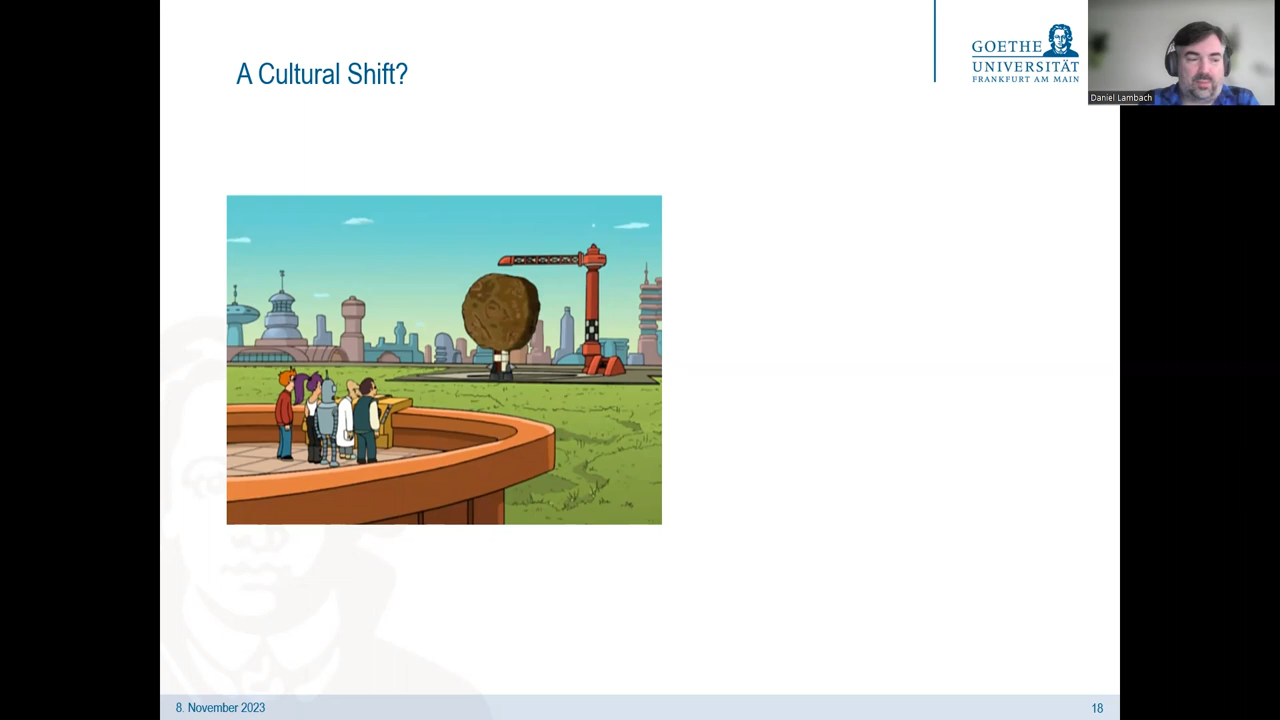 A Cultural Shift?
GOETHE
UNIVERSITÄT
FRANKFURT AM MAIN
Daniel Lambach
8. November 2023
18